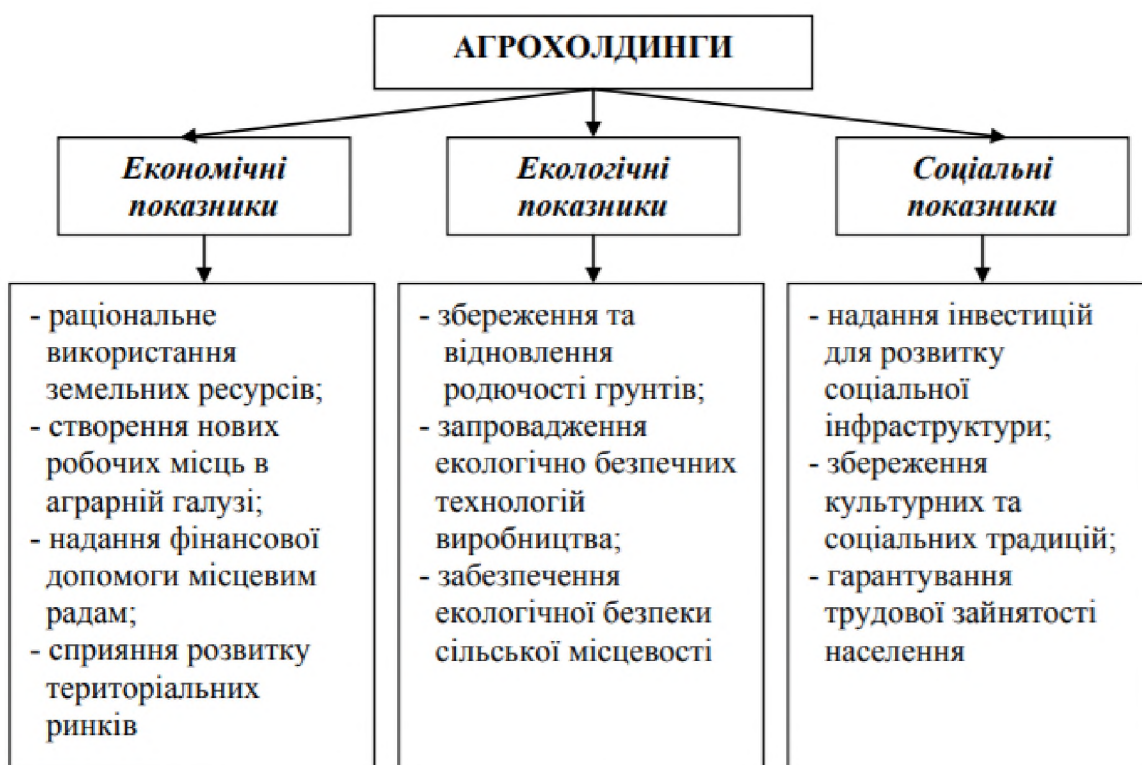 АГРОХОЛДИНГИ
Економічні
показники
Екологічні
показники
Соціальні
показники
- раціональне
використання
земельних ресурсів;
- створення нових
робочих місць в
аграрній галузі;
- надання фінансової
допомоги місцевим
радам;
- сприяння розвитку
територіальних
ринків
- збереження та
відновлення
родючості грунтів;
- запровадження
екологічно безпечних
технологій
виробництва;
- забезпечення
екологічної безпеки
сільської місцевості
- надання інвестицій
для розвитку
соціальної
інфраструктури;
- збереження
культурних та
соціальних традицій;
- гарантування
трудової зайнятості
населення